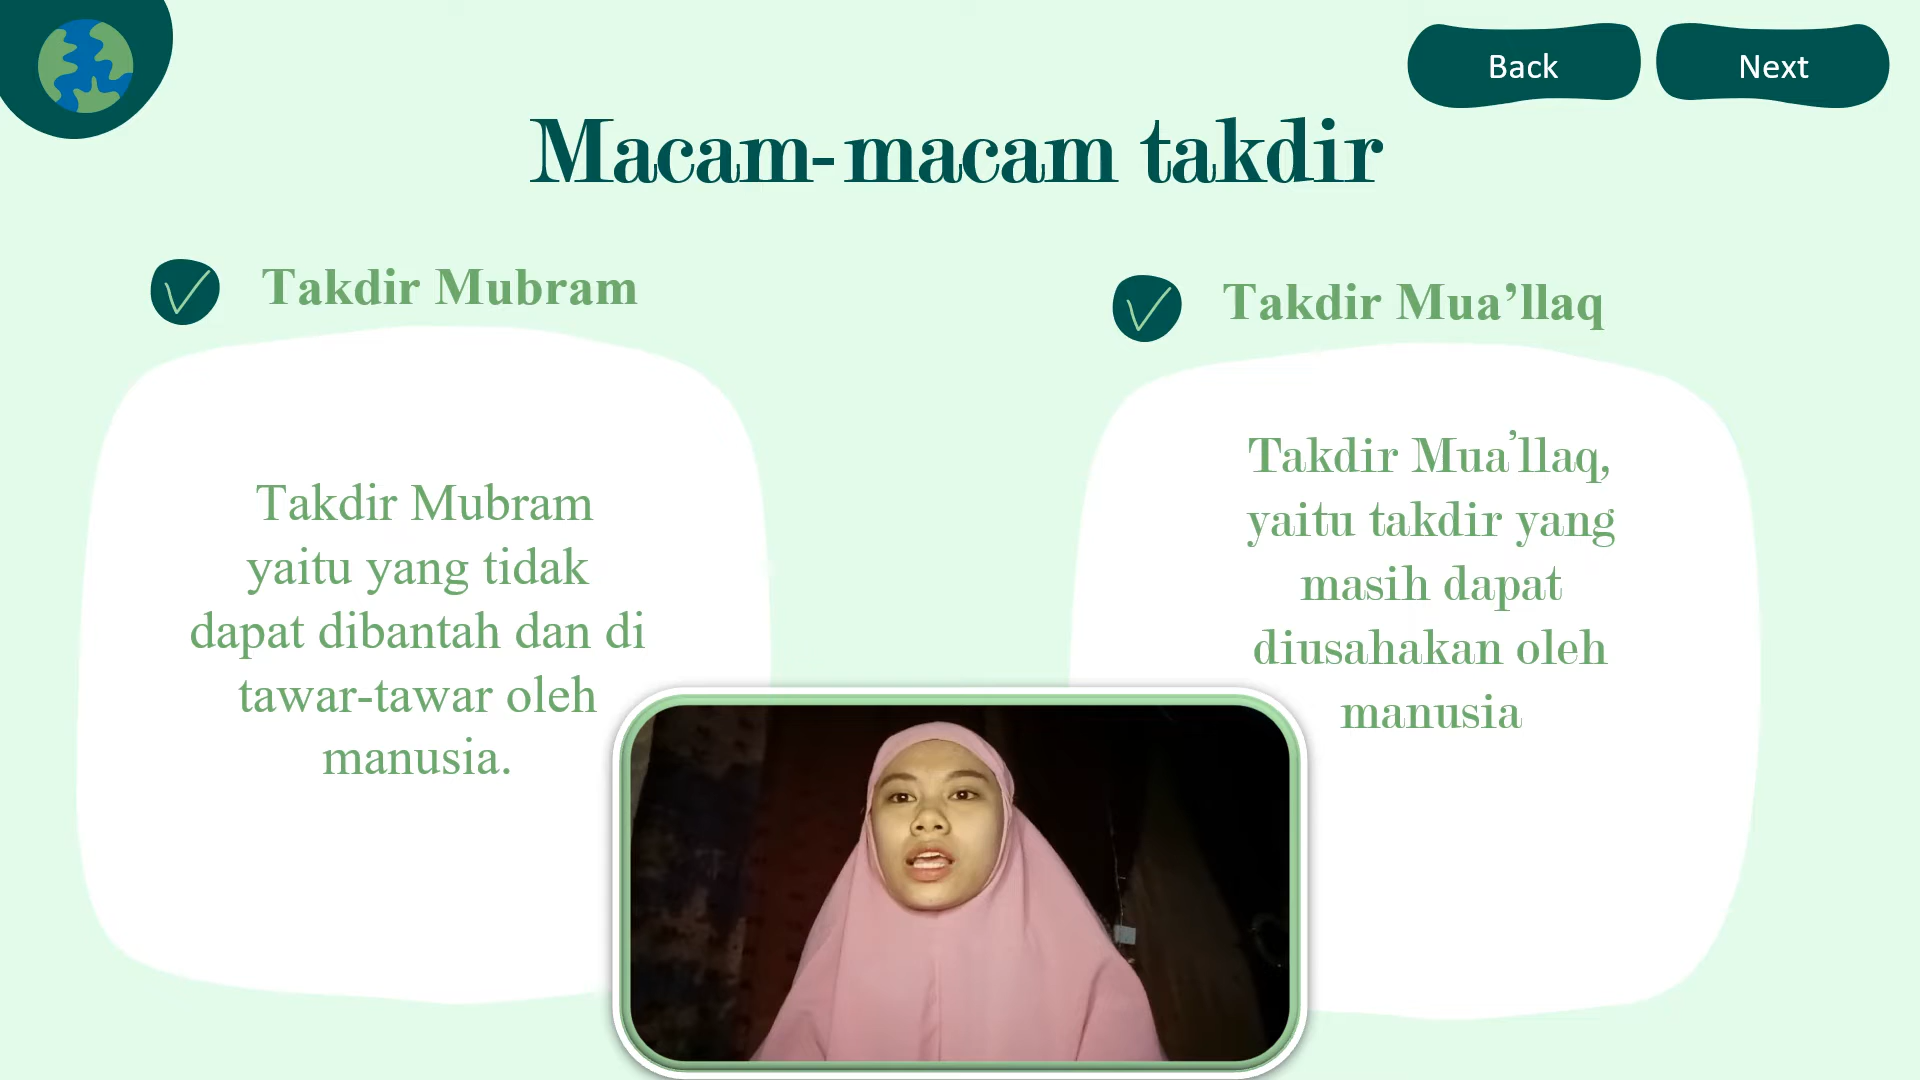 Back
Next
Macam-macam takdir
Takdir Mubram
Takdir Mubram
yaitu yang tidak
dapat dibantah dan di
tawar-tawar oleh
manusia.
Takdir Mua’llaq
Takdir Mua’llaq,
yaitu takdir yang
masih dapat
diusahakan oleh
manusia